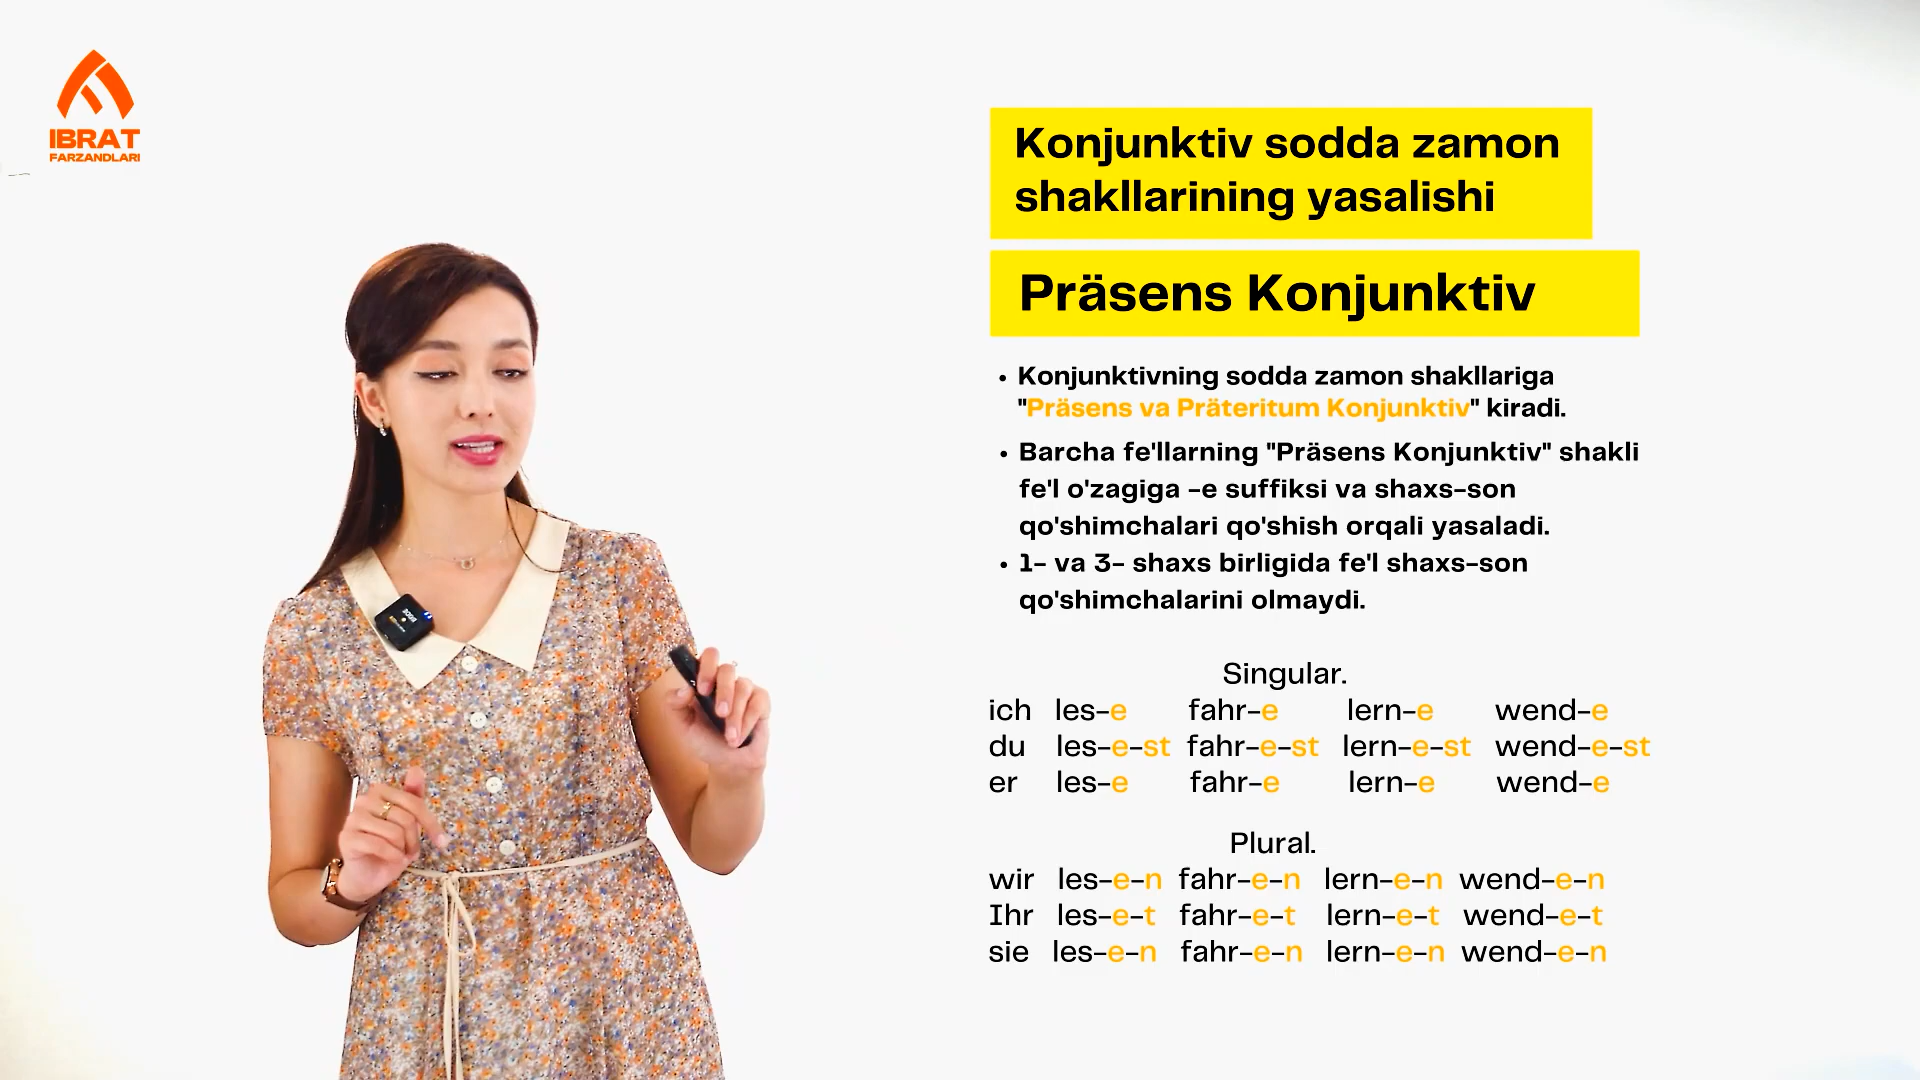 IBRAT
FARZANDLARI
Konjunktiv sodda zamon
shakllarining yasalishi
Präsens Konjunktiv
• Konjunktivning sodda zamon shakllariga
"Präsens va Präteritum Konjunktiv" kiradi.
• Barcha fe'llarning "Präsens Konjunktiv" shakli
fe'l o'zagiga -e suffiksi va shaxs-son
qo'shimchalari qo'shish orqali yasaladi.
• 1- va 3- shaxs birligida fe'l shaxs-son
qo'shimchalarini olmaydi.
Singular.
ich les-e fahr-e lern-e wend-e
du les-e-st fahr-e-st lern-e-st wend-e-st
er les-e fahr-e lern-e wend-e
Plural.
wir les-e-n fahr-e-n lern-e-n wend-e-n
Ihr les-e-t fahr-e-t lern-e-t wend-e-t
sie les-e-n fahr-e-n lern-e-n wend-e-n